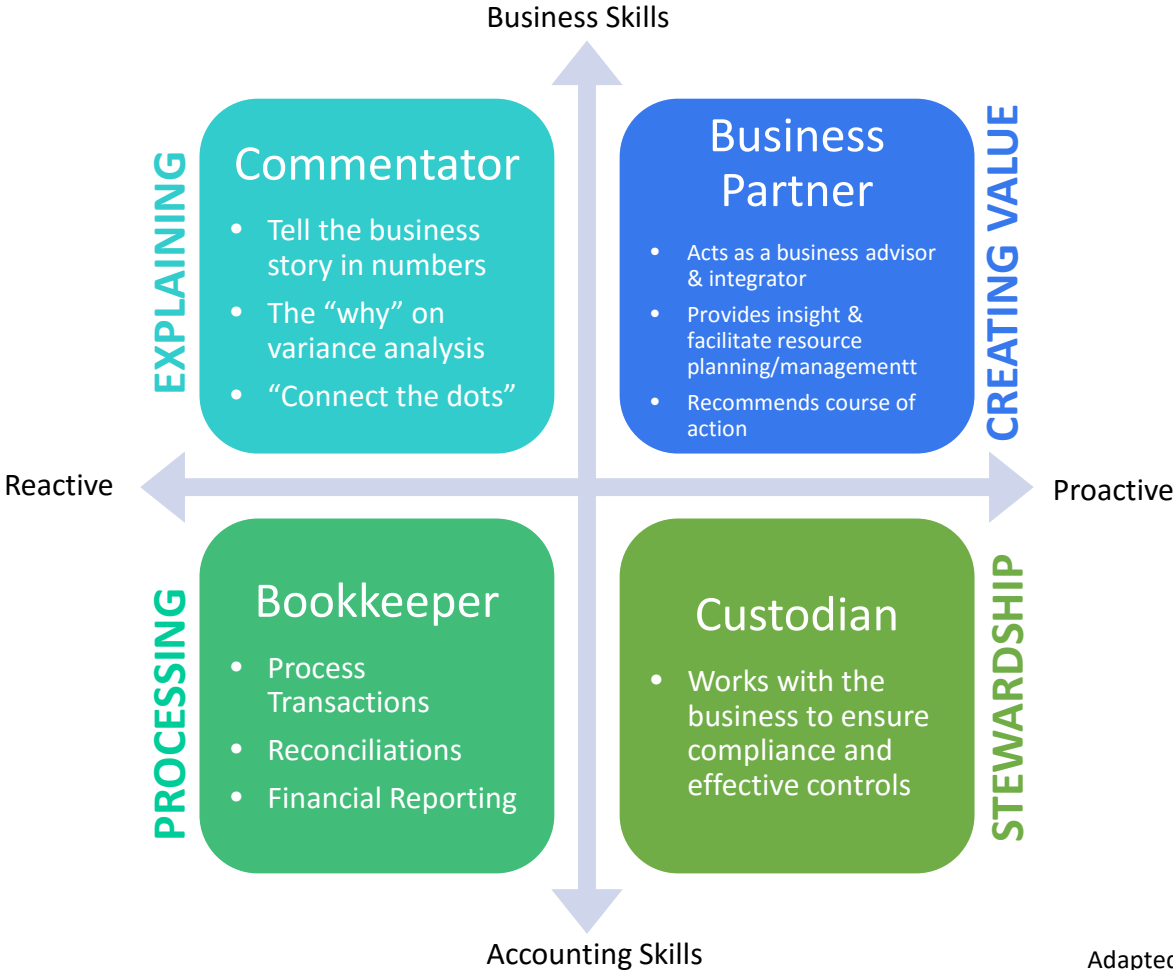 Business Skills
EXPLAINING
Commentator
• Tell the business
story in numbers
• The “why” on
variance analysis
• “Connect the dots”
Business
Partner
• Acts as a business advisor
& integrator
• Provides insight &
facilitate resource
planning/managementt
• Recommends course of
action
CREATING VALUE
Reactive
Proactive
PROCESSING
Bookkeeper
• Process
Transactions
• Reconciliations
• Financial Reporting
Custodian
• Works with the
business to ensure
compliance and
effective controls
STEWARDSHIP
Accounting Skills
Adapted